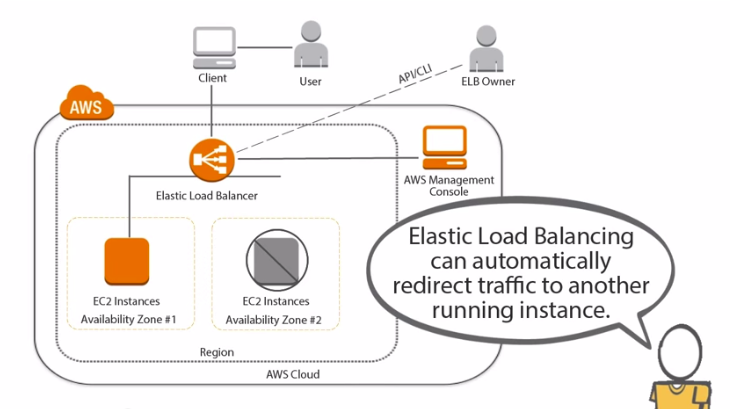 Client
User
API/CLI
ELB Owner
AWS
Elastic Load Balancer
AWS Management
Console
Elastic Load Balancing
can automatically
redirect traffic to another
running instance.
EC2 Instances
Availability Zone #1
EC2 Instances
Availability Zone #2
Region
AWS Cloud